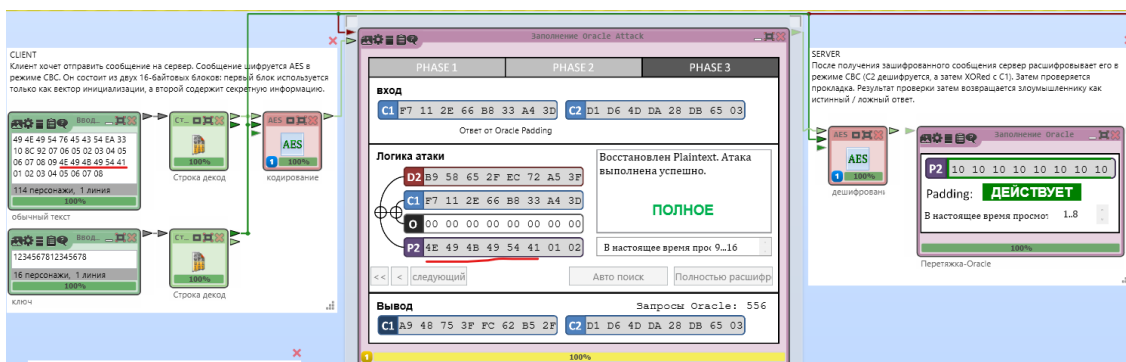 CLIENT
Клиент хочет отправить сообщение на сервер. Сообщение шифруется AES в
режиме CBC. Он состоит из двух 16-байтовых блоков: первый блок используется
только как вектор инициализации, а второй содержит секретную информацию.
Ввод...
49 4E 49 54 76 45 43 54 EA 33
10 8C 92 07 06 05 02 03 04 05
06 07 08 09 4E 49 4B 49 54 41
01 02 03 04 05 06 07 08
114 персонажи, 1 линия
100%
обычный текст
Ст...
100%
Строка декод
AES
AES
1 100%
кодирование
Ввод...
1234567812345678
16 персонажи, 1 линия
100%
ключ
Ст...
100%
Строка декод
Заполнение Oracle Attack
PHASE 1 PHASE 2 PHASE 3
вход
C1 F7 11 2E 66 B8 33 A4 3D C2 D1 D6 4D DA 28 DB 65 03
Ответ от Oracle Padding
Логика атаки
D2 B9 58 65 2F EC 72 A5 3F
C1 F7 11 2E 66 B8 33 A4 3D
O 00 00 00 00 00 00 00 00
P2 4E 49 4B 49 54 41 01 02
Восстановлен Plaintext. Атака
выполнена успешно.
ПОЛНОЕ
В настоящее время прос 9...16
<< < следующий Авто поиск Полностью расшифр
Вывод Запросы Oracle: 556
C1 A9 48 75 3F FC 62 B5 2F C2 D1 D6 4D DA 28 DB 65 03
1 100%
SERVER
После получения зашифрованного сообщения сервер расшифровывает его в
режиме CBC (C2 дешифруется, а затем XORed с C1). Затем проверяется
прокладка. Результат проверки затем возвращается злоумышленнику как
истинный / ложный ответ.
AES
AES
1 100%
дешифрован
Заполнение Oracle
P2 10 10 10 10 10 10 10 10
Padding: ДЕЙСТВУЕТ
В настоящее время просмот 1..8
100%
Перетяжка-Oracle